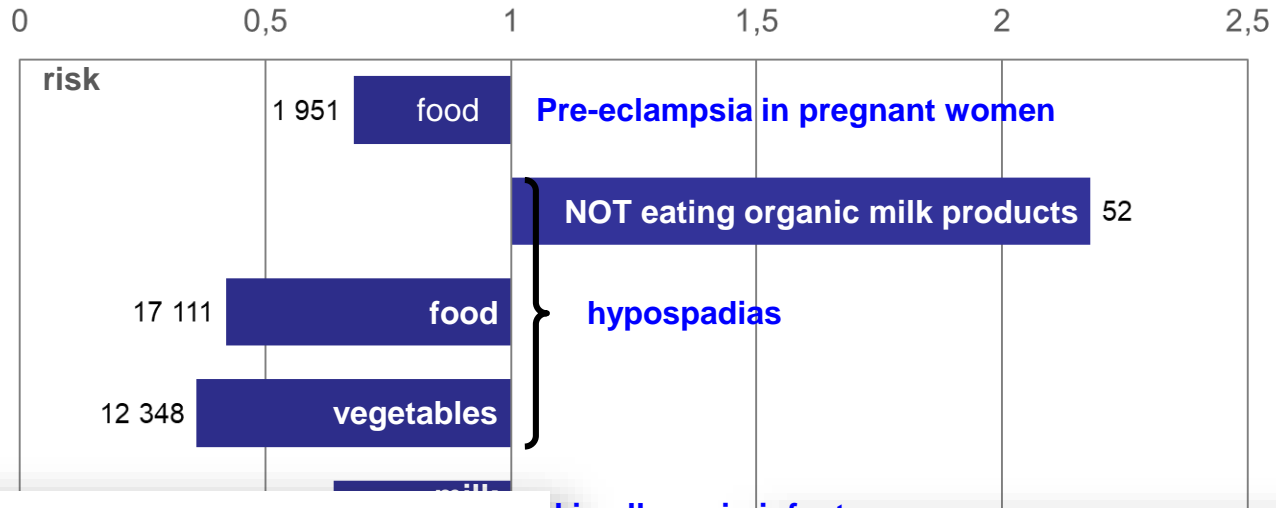 0 0,5 1 1,5 2 2,5
risk
1 951 food Pre-eclampsia in pregnant women
NOT eating organic milk products 52
17 111 food hypospadias
12 348 vegetables
milk